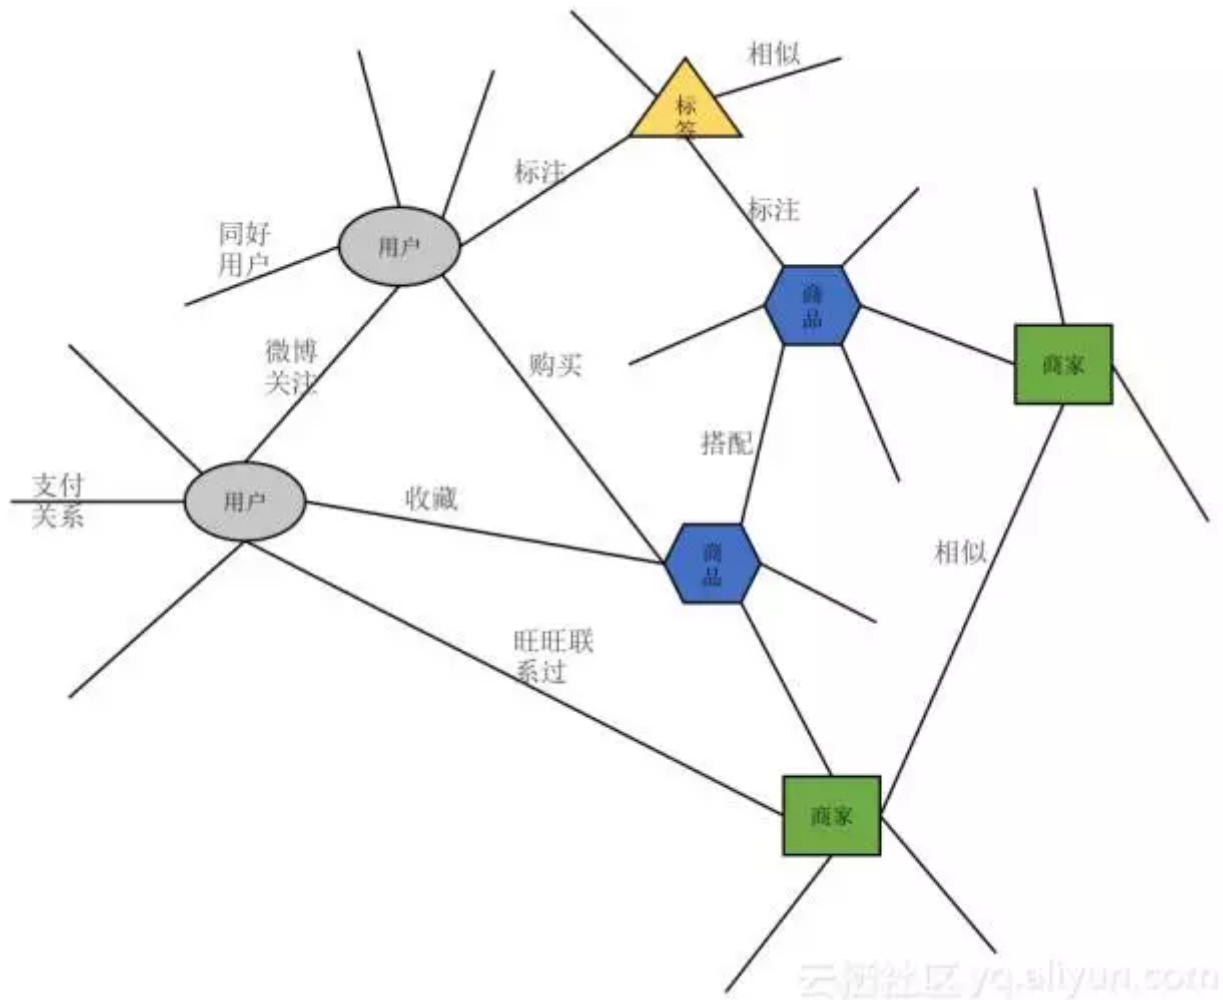 相似
标
签
标注
标注
同好
用户
用户
商
品
微博
关注
购买
商家
搭配
支付
关系
用户
收藏
商
品
相似
旺旺联
系过
商家
云栖社区 yq.aliyun.com